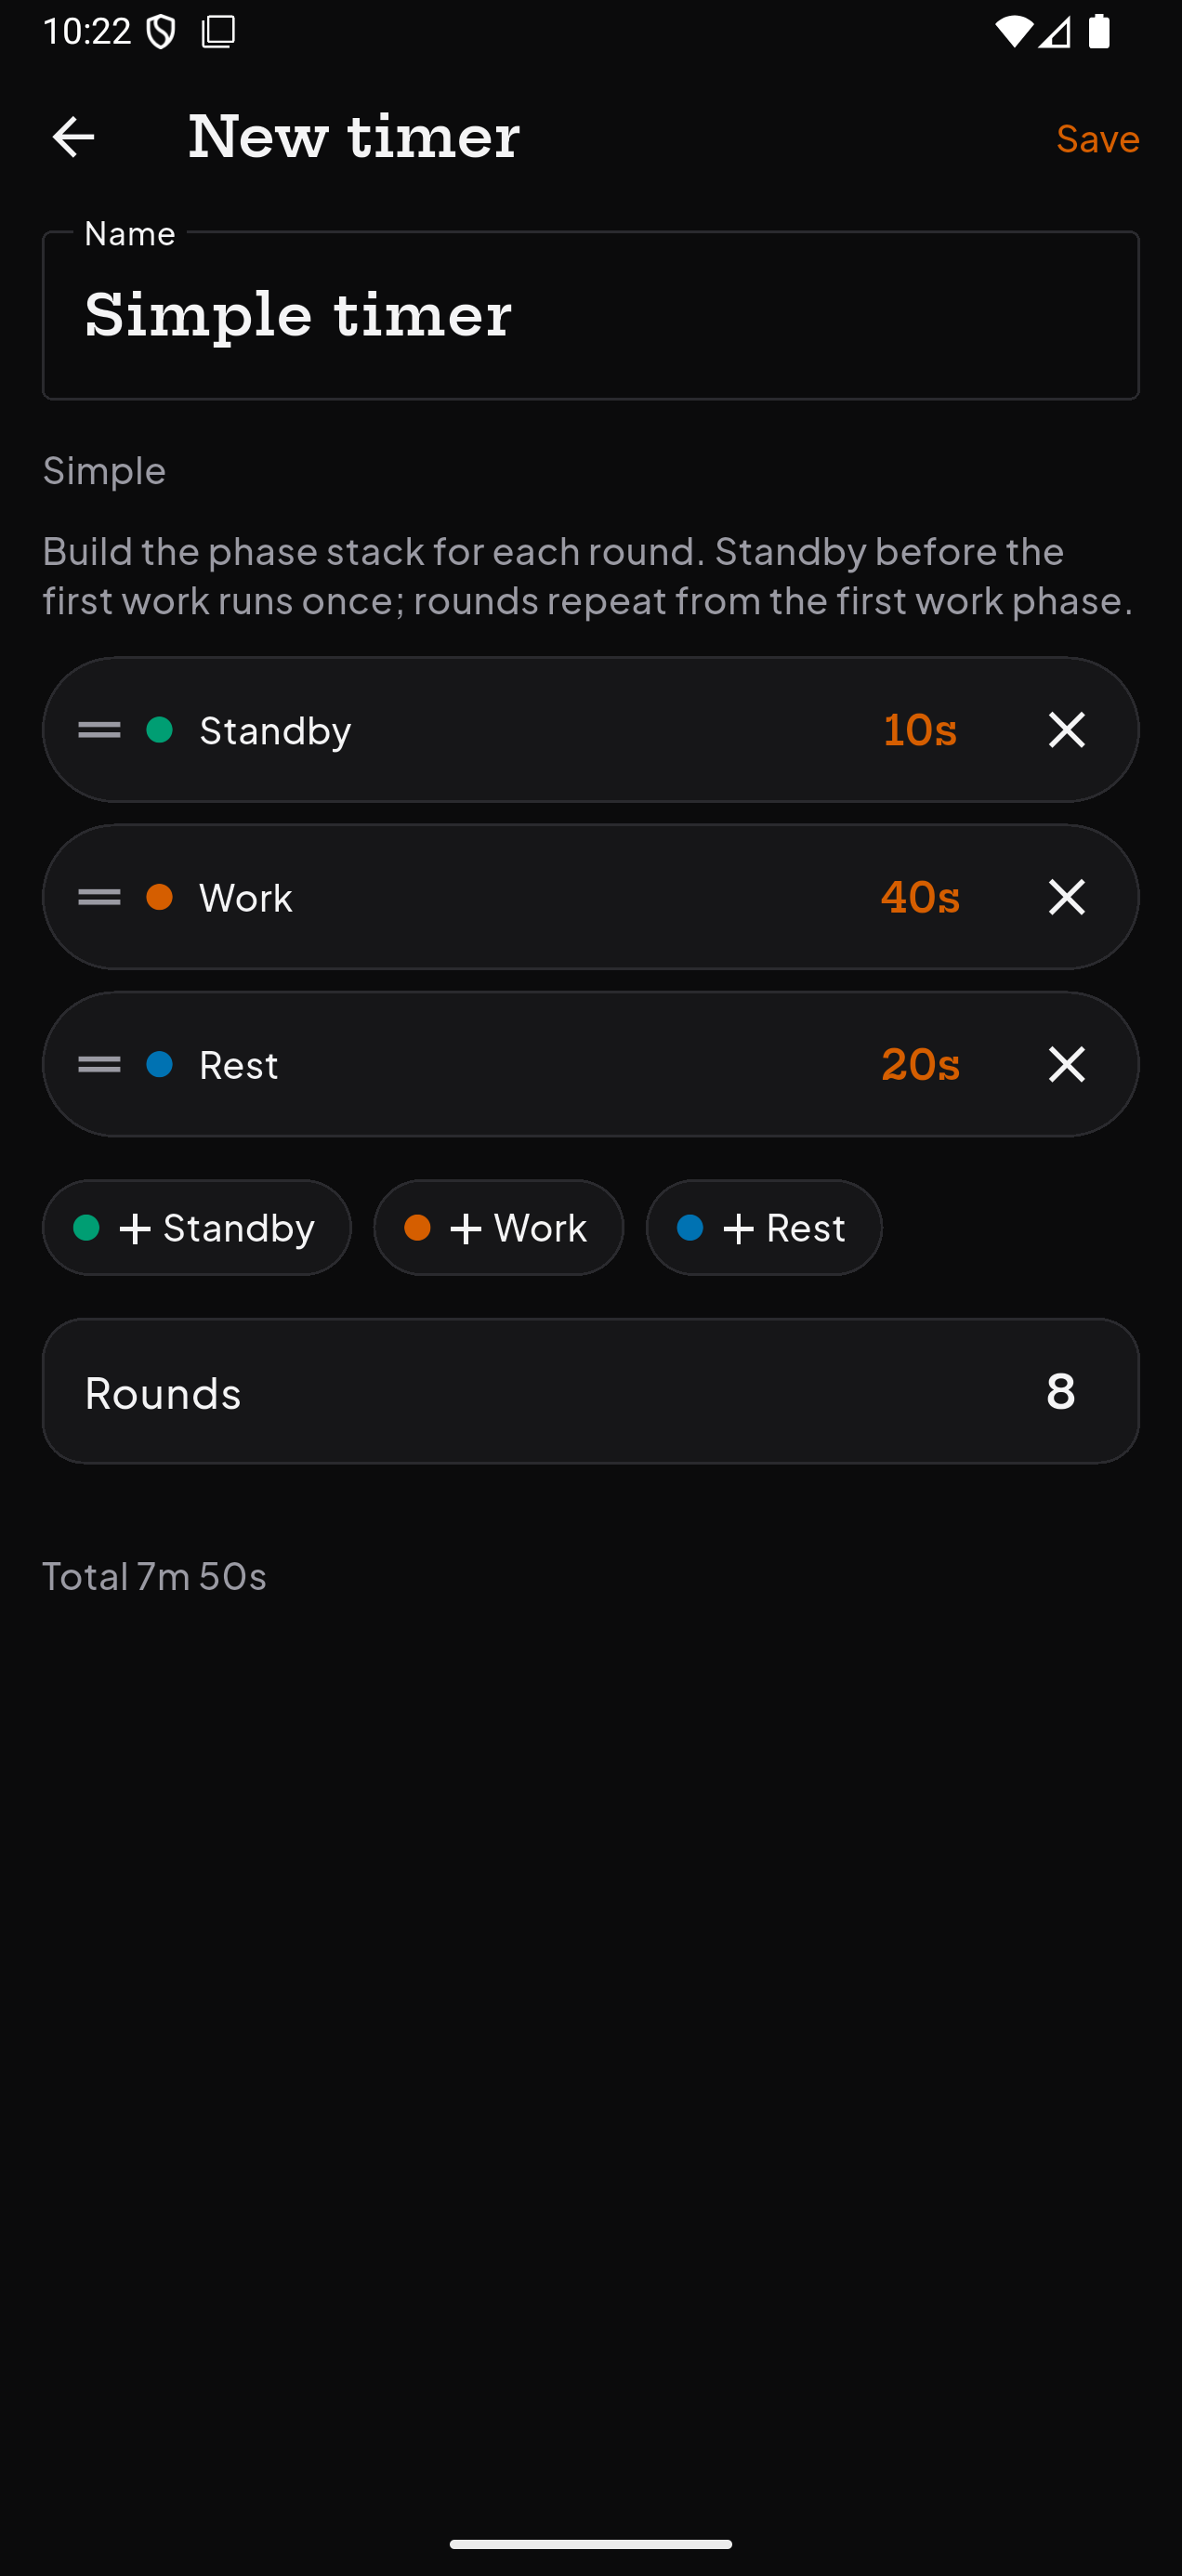 10:22
New timer
Save
Name
Simple timer
Simple
Build the phase stack for each round. Standby before the
first work runs once; rounds repeat from the first work phase.
Standby 10s
Work 40s
Rest 20s
+ Standby + Work + Rest
Rounds 8
Total 7m 50s